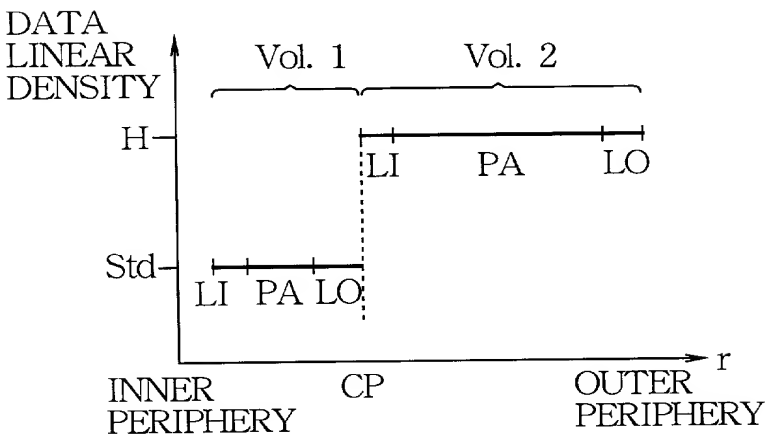 DATA
LINEAR
DENSITY
Vol. 1
Vol. 2
H
LI
PA
LO
Std
LI
PA
LO
r
INNER
PERIPHERY
CP
OUTER
PERIPHERY